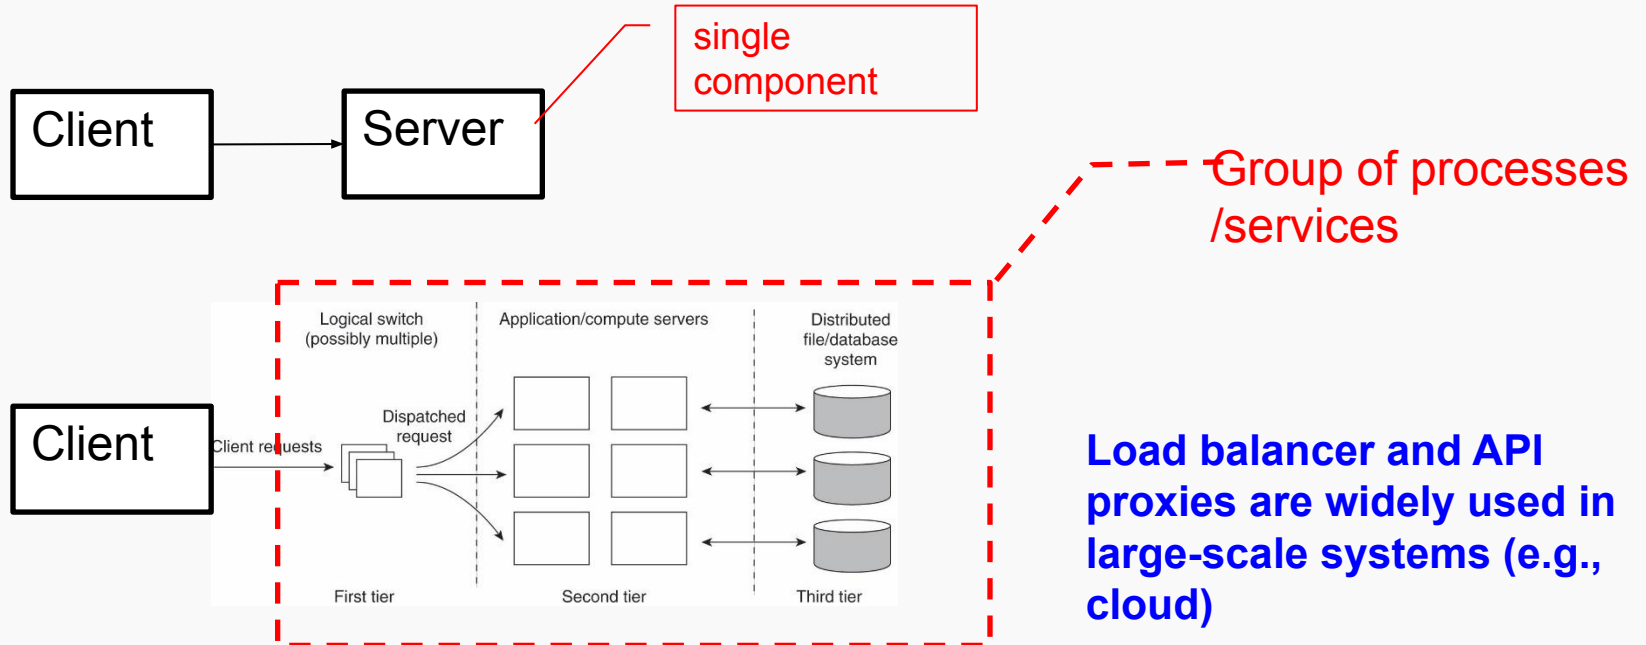 single
component
Client
Server
Group of processes
/services
Logical switch
(possibly multiple)
Application/compute servers
Distributed
file/database
system
Client
Client requests
Dispatched
request
First tier
Second tier
Third tier
Load balancer and API
proxies are widely used in
large-scale systems (e.g.,
cloud)